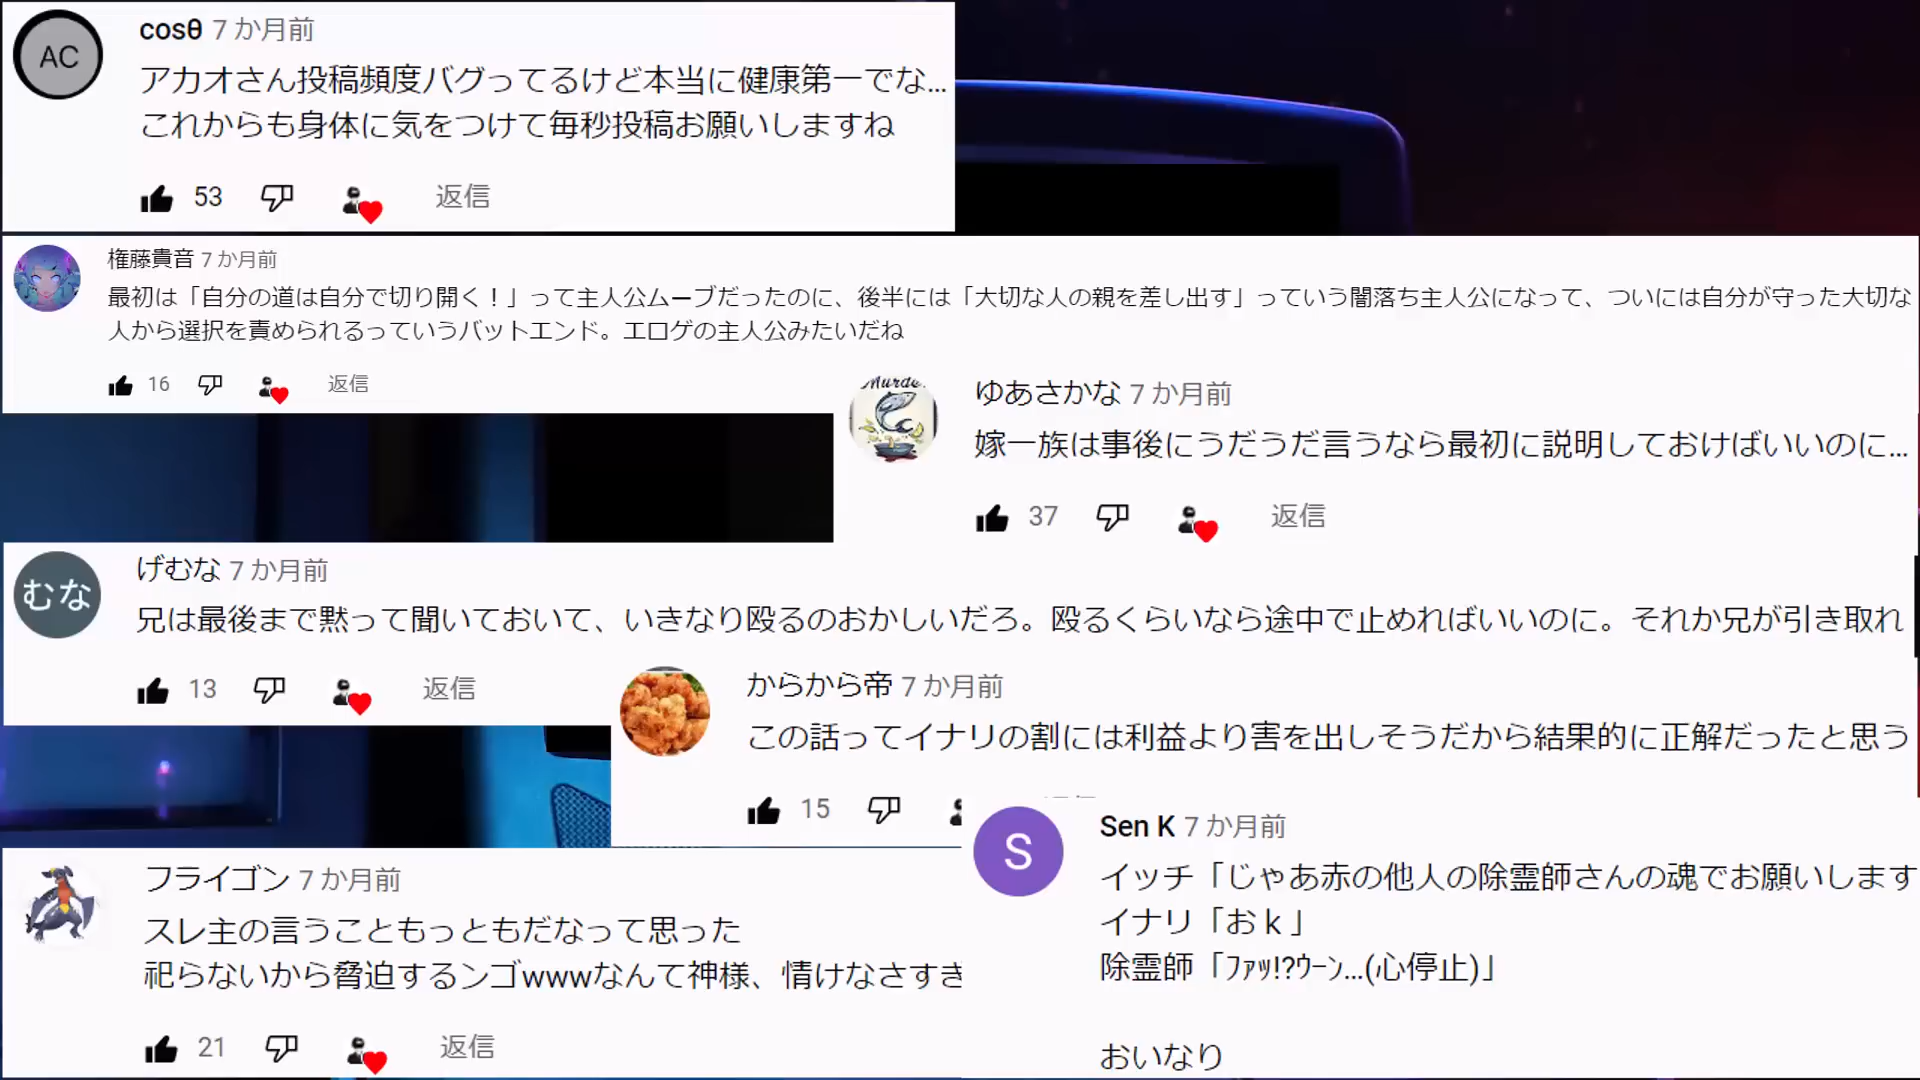 AC
cosθ 7 か月前
アカオさん投稿頻度バグってるけど本当に健康第一でな...
これからも身体に気をつけて毎秒投稿お願いしますね
53 返信
権藤貴音 7 か月前
最初は「自分の道は自分で切り開く！」って主人公ムーブだったのに、後半には「大切な人の親を差し出す」っていう闇落ち主人公になって、ついには自分が守った大切な
人から選択を責められるっていうバットエンド。エロゲの主人公みたいだね
16 返信
ゆあさかな 7 か月前
嫁一族は事後にうだうだ言うなら最初に説明しておけばいいのに...
37 返信
むな
げむな 7 か月前
兄は最後まで黙って聞いておいて、いきなり殴るのおかしいだろ。殴るくらいなら途中で止めればいいのに。それか兄が引き取れ
13 返信
からから帝 7 か月前
この話ってイナリの割には利益より害を出しそうだから結果的に正解だったと思う
15
フライゴン 7 か月前
スレ主の言うこともっともだなって思った
祀らないから脅迫するンゴwwwなんて神様、情けなさすぎ
21 返信
S
Sen K 7 か月前
イッチ「じゃあ赤の他人の除霊師さんの魂でお願いします
イナリ「おｋ」
除霊師「ﾌｧｯ!?ｳｰﾝ...(心停止)」
おいなり